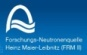 Forschungs-Neutronenquelle
Heinz Maier-Leibnitz (FRM II)